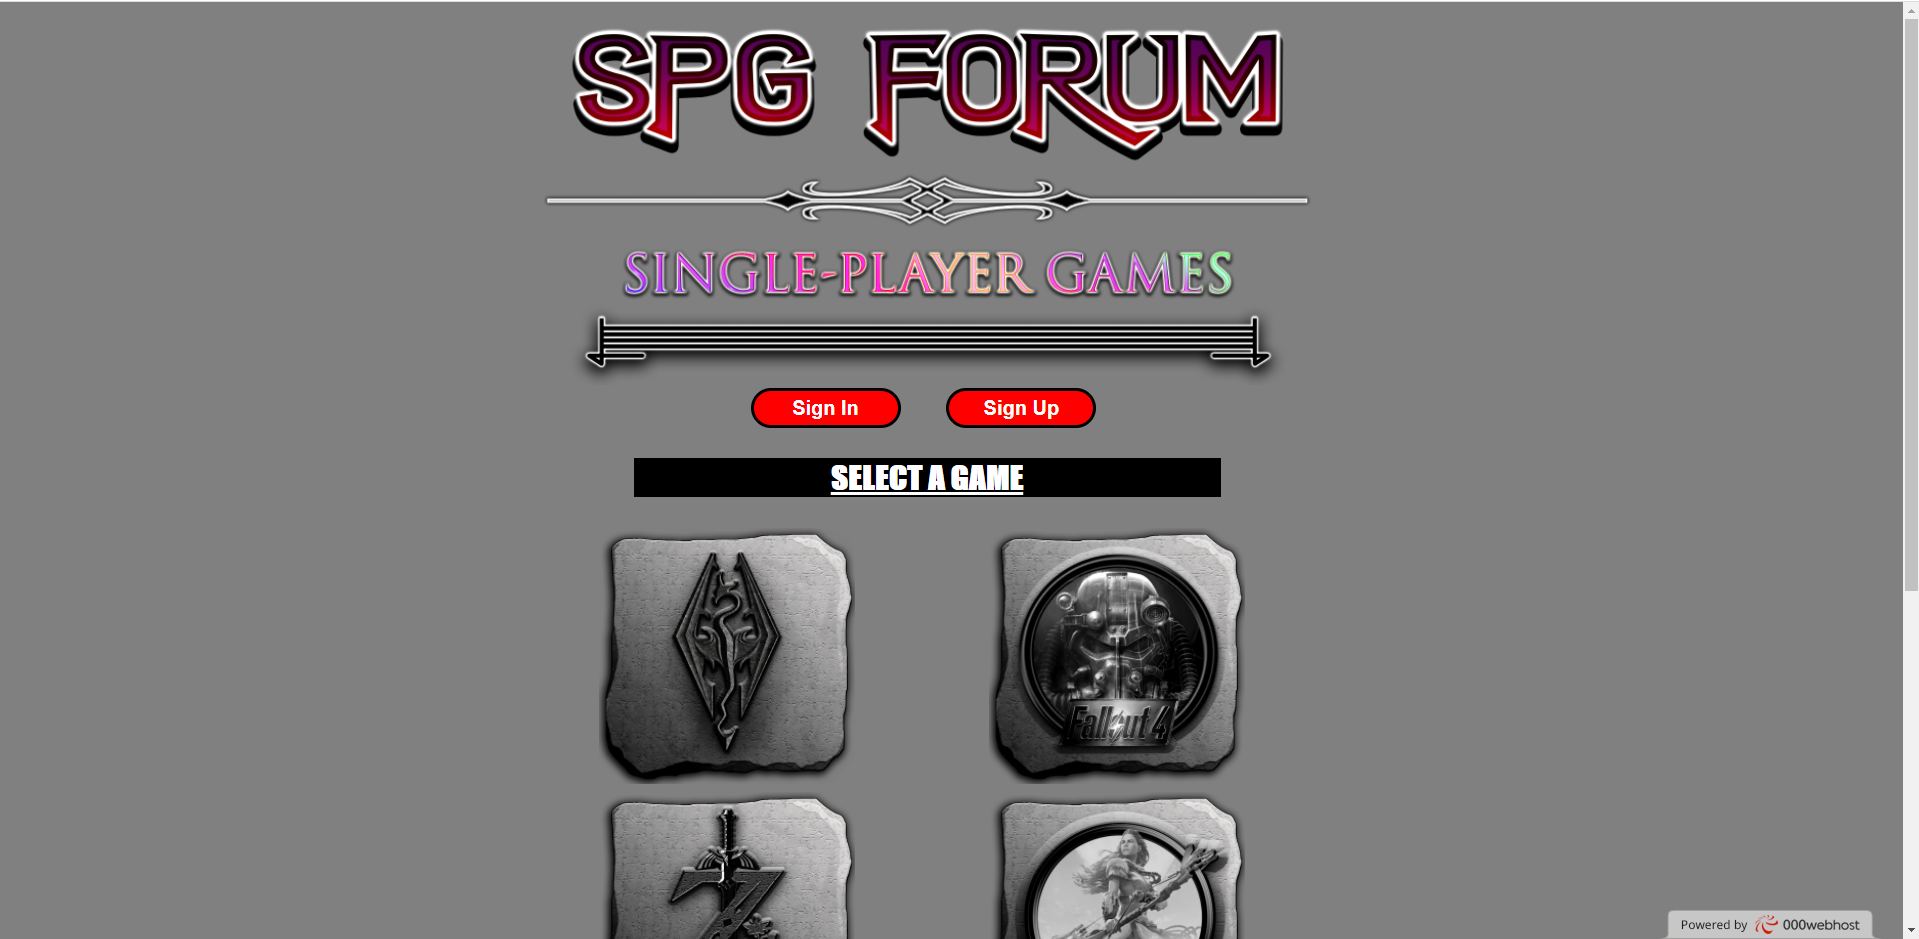 SPG FORUM
SINGLE-PLAYER GAMES
Sign In
Sign Up
SELECT A GAME
Fallout 4
Z
Powered by 000webhost